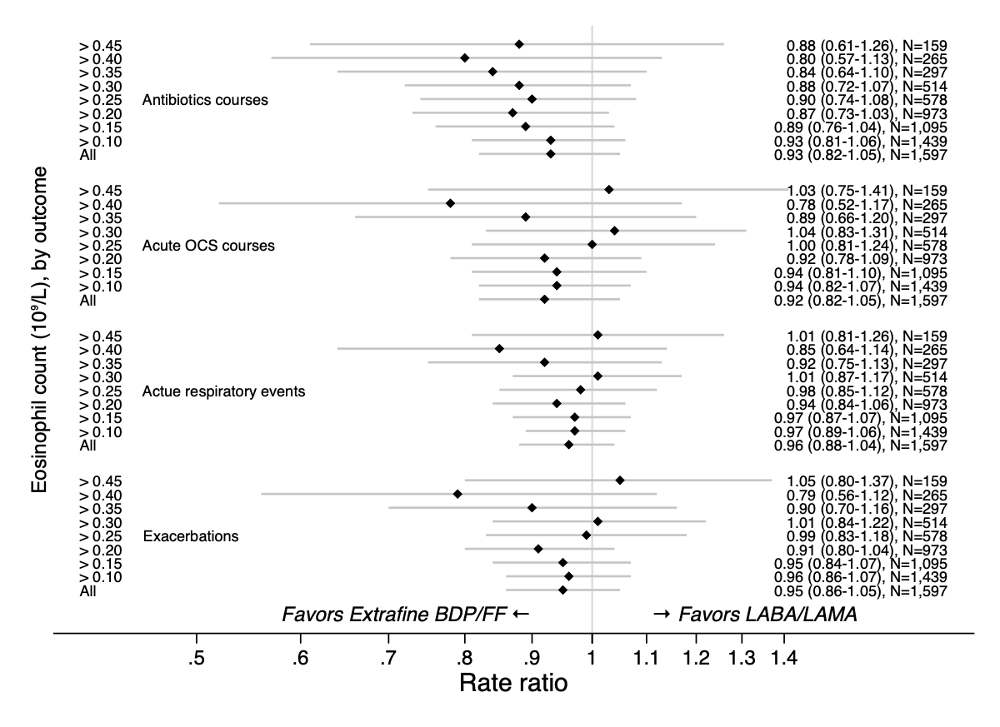 > 0.45 0.88 (0.61-1.26), N=159
> 0.40 0.80 (0.57-1.13), N=265
> 0.35 0.84 (0.64-1.10), N=297
> 0.30 0.88 (0.72-1.07), N=514
> 0.25 Antibiotics courses 0.90 (0.74-1.08), N=578
> 0.20 0.87 (0.73-1.03), N=973
> 0.15 0.89 (0.76-1.04), N=1,095
> 0.10 0.93 (0.81-1.06), N=1,439
All 0.93 (0.82-1.05), N=1,597
> 0.45 1.03 (0.75-1.41), N=159
> 0.40 0.78 (0.52-1.17), N=265
> 0.35 0.89 (0.66-1.20), N=297
> 0.30 1.04 (0.83-1.31), N=514
> 0.25 Acute OCS courses 1.00 (0.81-1.24), N=578
> 0.20 0.92 (0.78-1.09), N=973
> 0.15 0.94 (0.81-1.10), N=1,095
> 0.10 0.94 (0.82-1.07), N=1,439
All 0.92 (0.82-1.05), N=1,597
> 0.45 1.01 (0.81-1.26), N=159
> 0.40 0.85 (0.64-1.14), N=265
> 0.35 0.92 (0.75-1.13), N=297
> 0.30 1.01 (0.87-1.17), N=514
> 0.25 Actue respiratory events 0.98 (0.85-1.12), N=578
> 0.20 0.94 (0.84-1.06), N=973
> 0.15 0.97 (0.87-1.07), N=1,095
> 0.10 0.97 (0.89-1.06), N=1,439
All 0.96 (0.88-1.04), N=1,597
> 0.45 1.05 (0.80-1.37), N=159
> 0.40 0.79 (0.56-1.12), N=265
> 0.35 0.90 (0.70-1.16), N=297
> 0.30 1.01 (0.84-1.22), N=514
> 0.25 Exacerbations 0.99 (0.83-1.18), N=578
> 0.20 0.91 (0.80-1.04), N=973
> 0.15 0.95 (0.84-1.07), N=1,095
> 0.10 0.96 (0.86-1.07), N=1,439
All 0.95 (0.86-1.05), N=1,597
Eosinophil count (10⁹/L), by outcome
Favors Extrafine BDP/FF ← → Favors LABA/LAMA
.5 .6 .7 .8 .9 1 1.1 1.2 1.3 1.4
Rate ratio